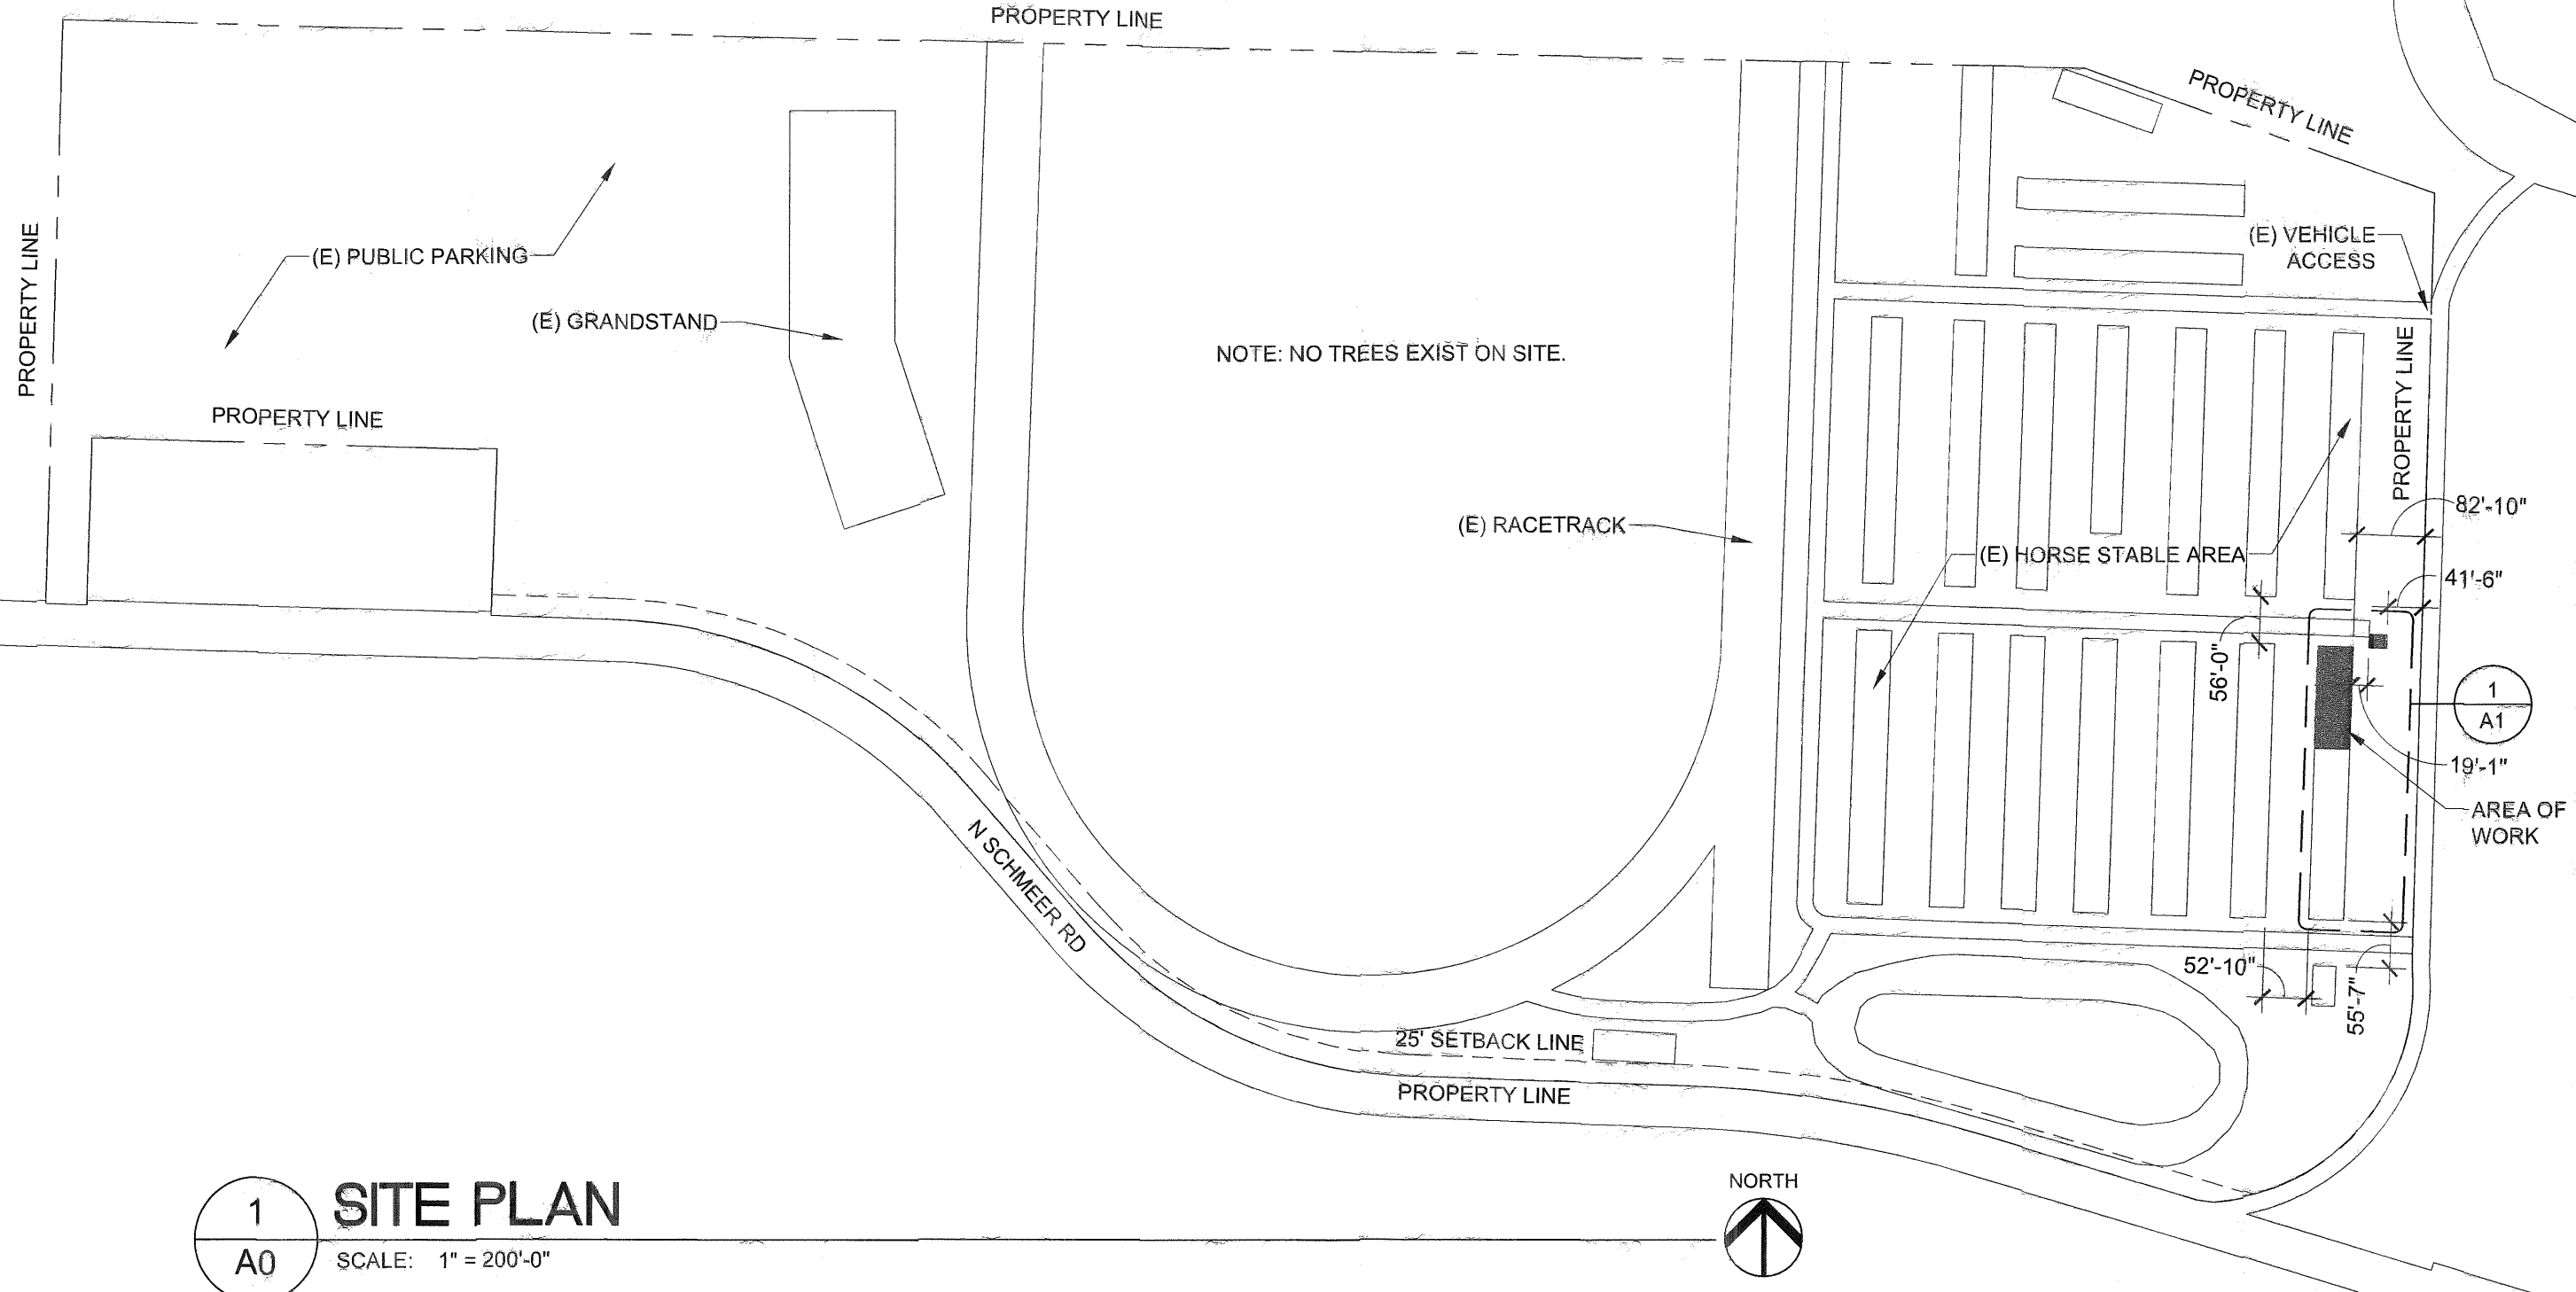 PROPERTY LINE
PROPERTY LINE
PROPERTY LINE
(E) PUBLIC PARKING
(E) VEHICLE
ACCESS
(E) GRANDSTAND
NOTE: NO TREES EXIST ON SITE.
PROPERTY LINE
PROPERTY LINE
82'-10"
(E) RACETRACK
(E) HORSE STABLE AREA
41'-6"
56'-0"
1
A1
19'-1"
AREA OF
WORK
N SCHMEER RD
52'-10"
55'-7"
25' SETBACK LINE
PROPERTY LINE
NORTH
1
A0
SITE PLAN
SCALE: 1" = 200'-0"